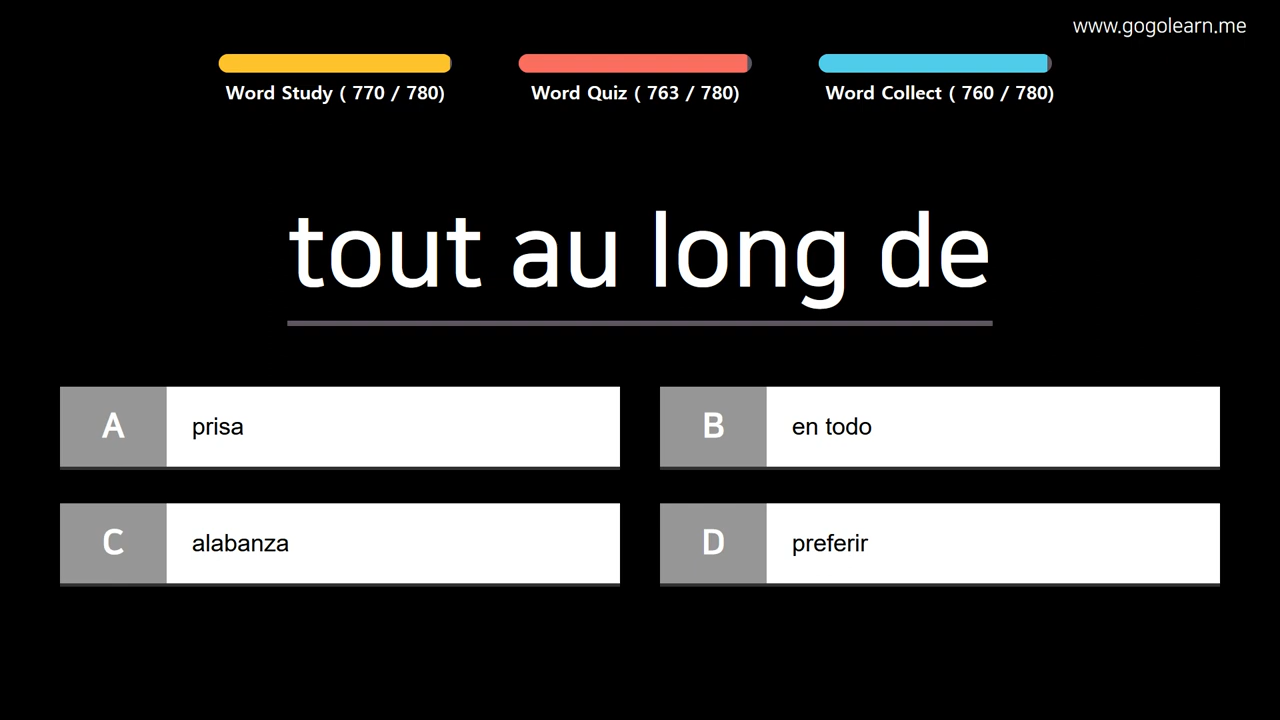 www.gogolearn.me
Word Study ( 770 / 780)
Word Quiz ( 763 / 780)
Word Collect ( 760 / 780)
tout au long de
A prisa
B en todo
C alabanza
D preferir